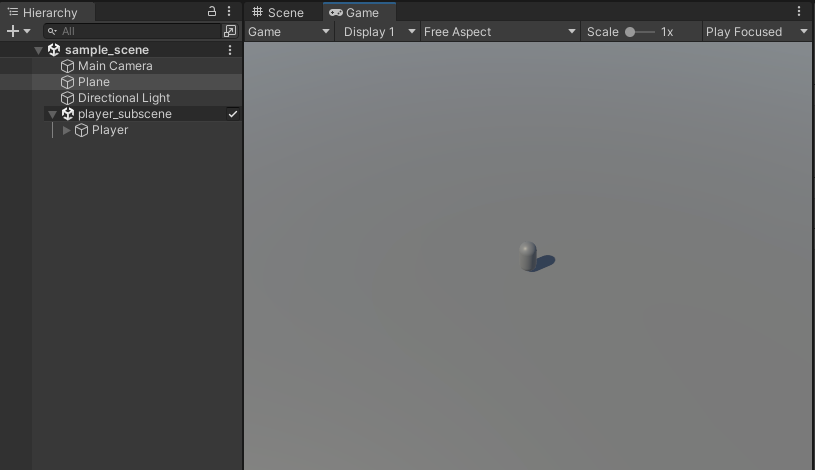 Hierarchy
All
sample_scene
Main Camera
Plane
Directional Light
player_subscene
Player
Scene
Game
Game
Display 1
Free Aspect
Scale
1x
Play Focused